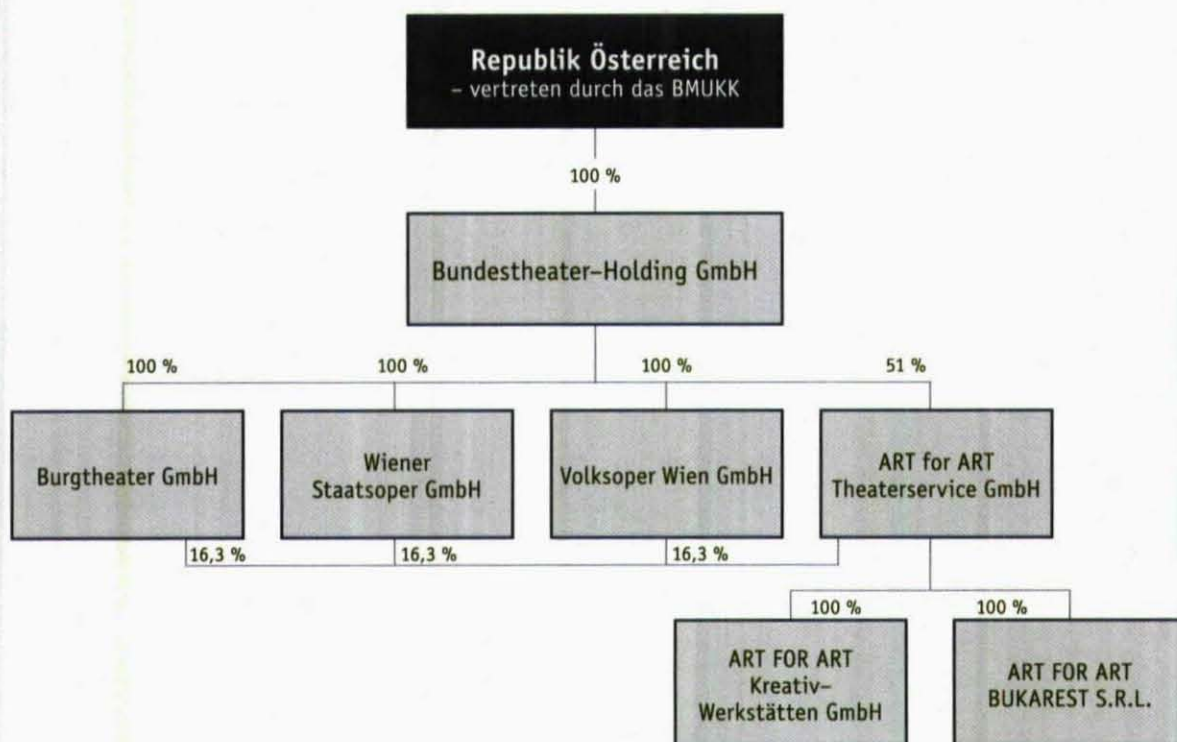 Republik Österreich
– vertreten durch das BMUKK
100 %
Bundestheater–Holding GmbH
100 %
100 %
100 %
51 %
Burgtheater GmbH
Wiener
Staatsoper GmbH
Volksoper Wien GmbH
ART for ART
Theaterservice GmbH
16,3 %
16,3 %
16,3 %
100 %
100 %
ART FOR ART
Kreativ–
Werkstätten GmbH
ART FOR ART
BUKAREST S.R.L.